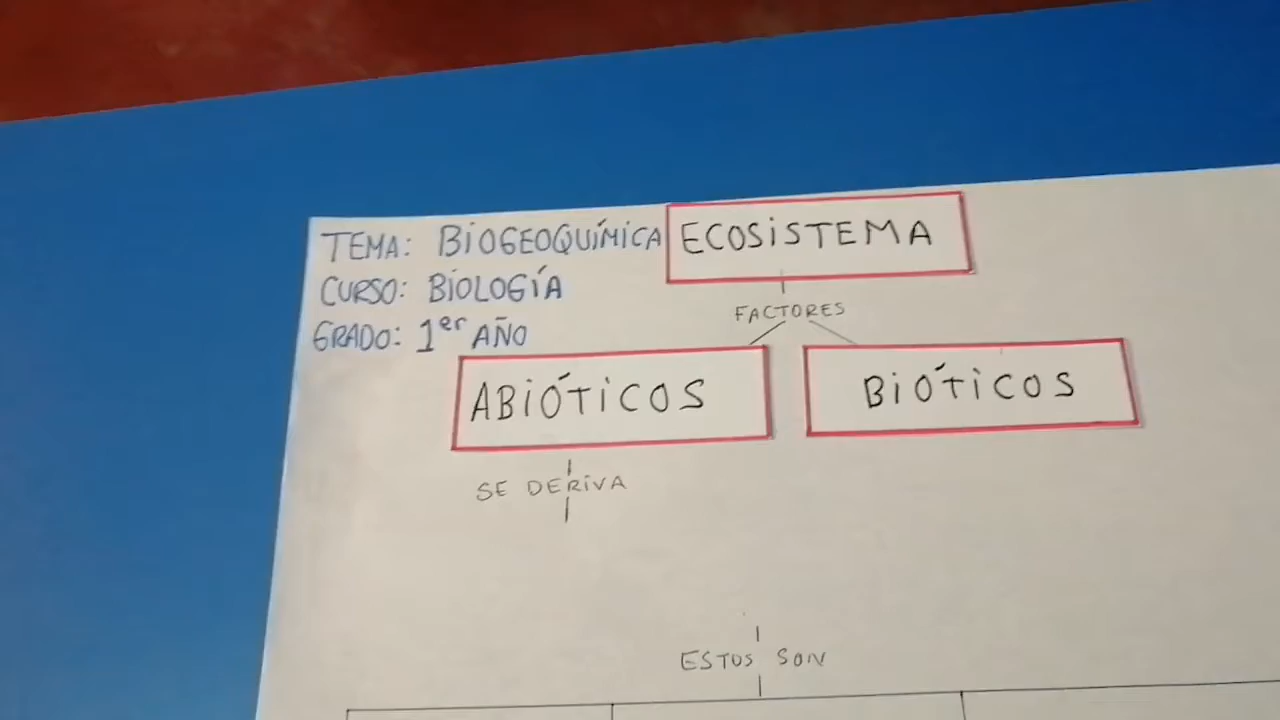 TEMA: BIOGEOQUÍMICA
CURSO: BIOLOGÍA
GRADO: 1er AÑO
ECOSISTEMA
FACTORES
ABIÓTICOS
BIÓTICOS
SE DERIVA
ESTOS SON